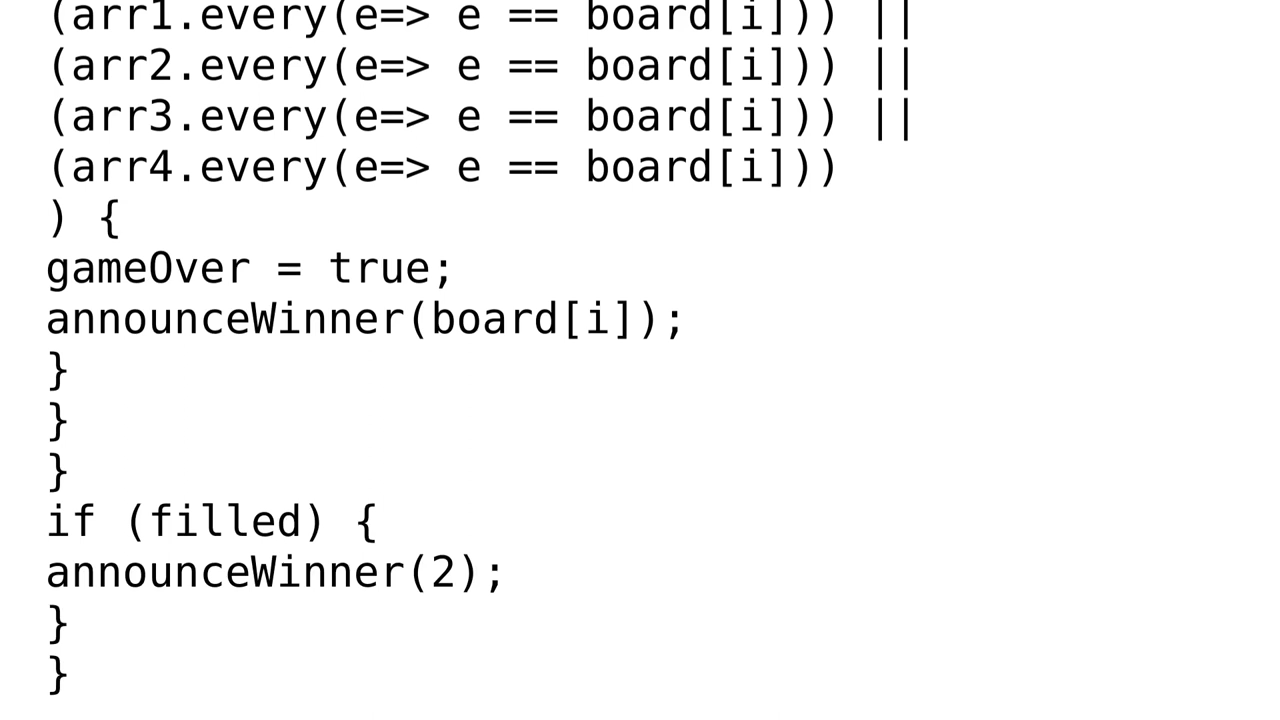 (arr1.every(e=> e == board[i])) ||
(arr2.every(e=> e == board[i])) ||
(arr3.every(e=> e == board[i])) ||
(arr4.every(e=> e == board[i]))
) {
gameOver = true;
announceWinner(board[i]);
}
}
}
if (filled) {
announceWinner(2);
}
}